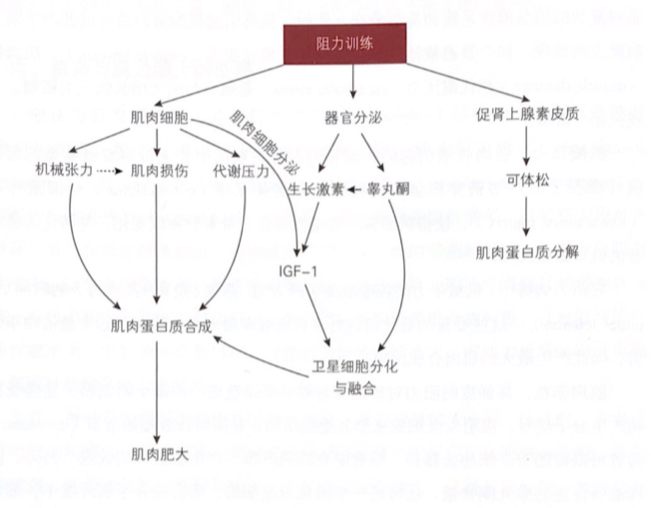 阻力训练
肌肉细胞
器官分泌
促肾上腺素皮质
肌肉细胞分泌
机械张力
肌肉损伤
代谢压力
生长激素
睾丸酮
可体松
肌肉蛋白质分解
IGF-1
肌肉蛋白质合成
卫星细胞分化
与融合
肌肉肥大